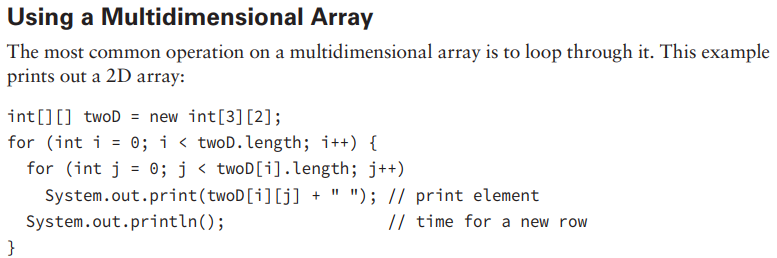 Using a Multidimensional Array
The most common operation on a multidimensional array is to loop through it. This example
prints out a 2D array:
int[][] twoD = new int[3][2];
for (int i = 0; i < twoD.length; i++) {
  for (int j = 0; j < twoD[i].length; j++)
    System.out.print(twoD[i][j] + " "); // print element
  System.out.println();                 // time for a new row
}